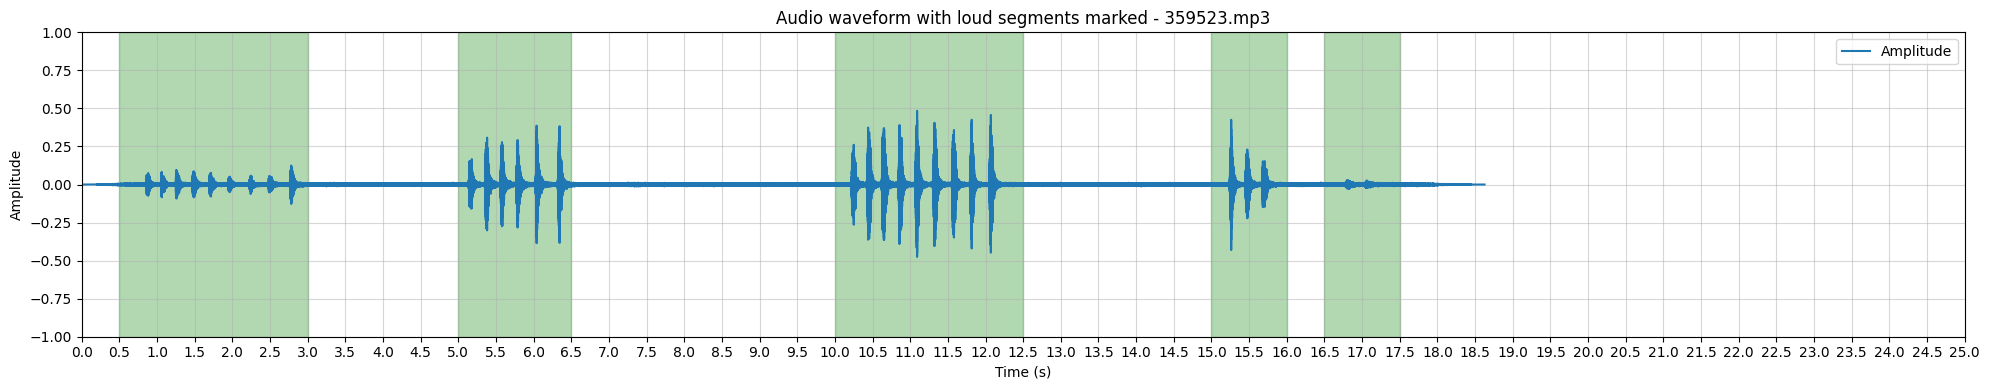 Audio waveform with loud segments marked - 359523.mp3
Amplitude
1.00
0.75
0.50
0.25
0.00
−0.25
−0.50
−0.75
−1.00
Amplitude
0.0 0.5 1.0 1.5 2.0 2.5 3.0 3.5 4.0 4.5 5.0 5.5 6.0 6.5 7.0 7.5 8.0 8.5 9.0 9.5 10.0 10.5 11.0 11.5 12.0 12.5 13.0 13.5 14.0 14.5 15.0 15.5 16.0 16.5 17.0 17.5 18.0 18.5 19.0 19.5 20.0 20.5 21.0 21.5 22.0 22.5 23.0 23.5 24.0 24.5 25.0
Time (s)